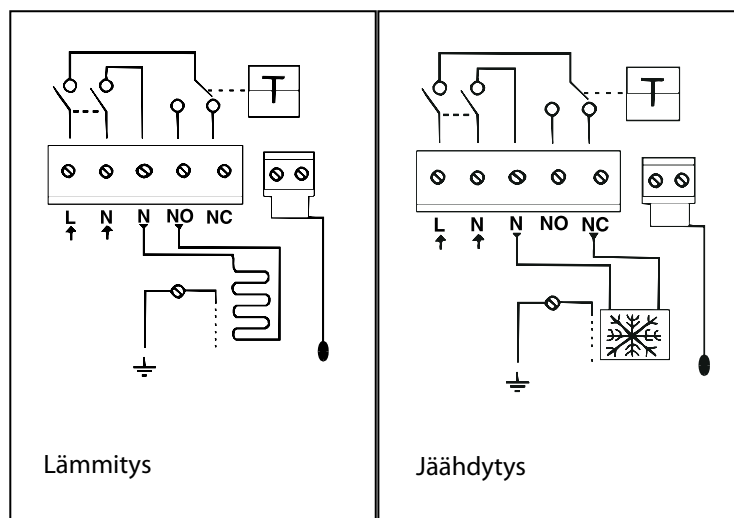 T
L N N NO NC
Lämmitys
T
L N N NO NC
Jäähdytys